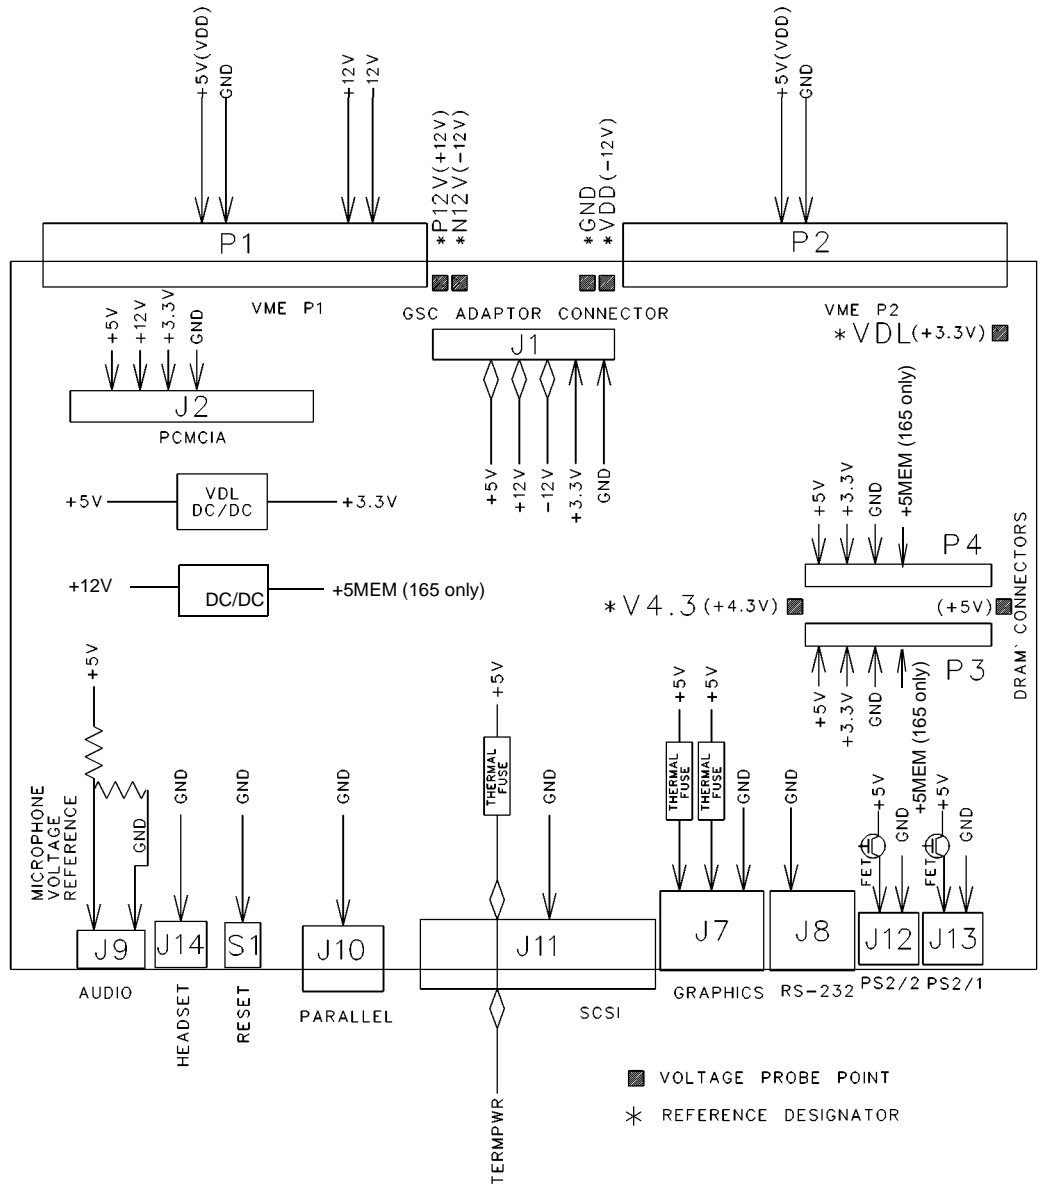 +5V(VDD)
GND
+12V
-12V
*P12V(+12V)
*N12V(-12V)
*GND
*VDD(-12V)
+5V(VDD)
GND
P1
P2
VME P1
GSC ADAPTOR CONNECTOR
VME P2
*VDL(+3.3V)
+5V
+12V
+3.3V
GND
J1
J2
PCMCIA
+5V
+12V
-12V
+3.3V
GND
+5V
VDL
DC/DC
+3.3V
+12V
DC/DC
+5MEM (165 only)
+5V
+3.3V
GND
+5MEM (165 only)
P4
*V4.3(+4.3V)
(+5V)
P3
DRAM` CONNECTORS
+5V
+3.3V
GND
+5MEM (165 only)
+5V
MICROPHONE
VOLTAGE
REFERENCE
GND
GND
GND
GND
+5V
THERMAL
FUSE
GND
+5V
+5V
THERMAL
FUSE
THERMAL
FUSE
GND
GND
+5V
FET
GND
+5V
FET
GND
J9
J14
S1
J10
J11
J7
J8
J12
J13
AUDIO
HEADSET
RESET
PARALLEL
SCSI
GRAPHICS
RS-232
PS2/2
PS2/1
TERMPWR
VOLTAGE PROBE POINT
* REFERENCE DESIGNATOR